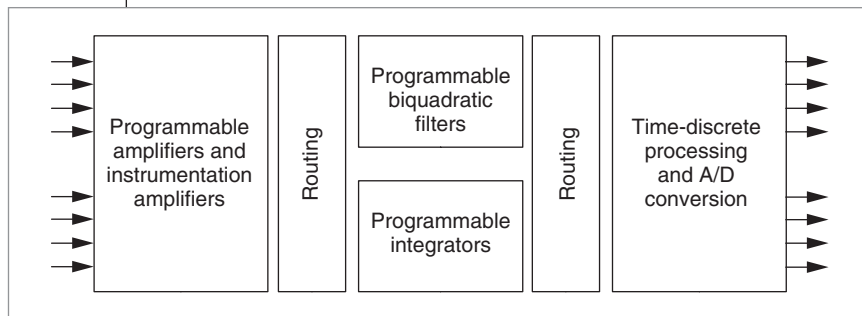 Programmable
amplifiers and
instrumentation
amplifiers
Routing
Programmable
biquadratic
filters
Programmable
integrators
Routing
Time-discrete
processing
and A/D
conversion